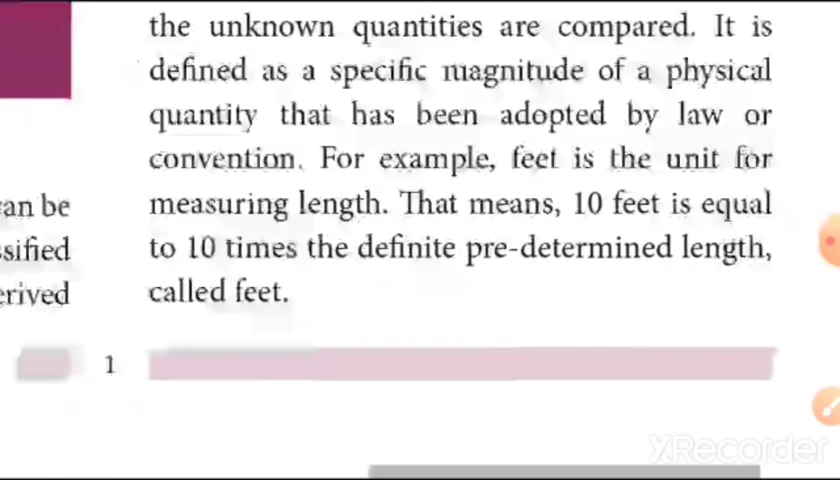 the unknown quantities are compared. It is
defined as a specific magnitude of a physical
quantity that has been adopted by law or
convention. For example, feet is the unit for
measuring length. That means, 10 feet is equal
to 10 times the definite pre-determined length,
called feet.
an be
ssified
erived
1
XRecorder